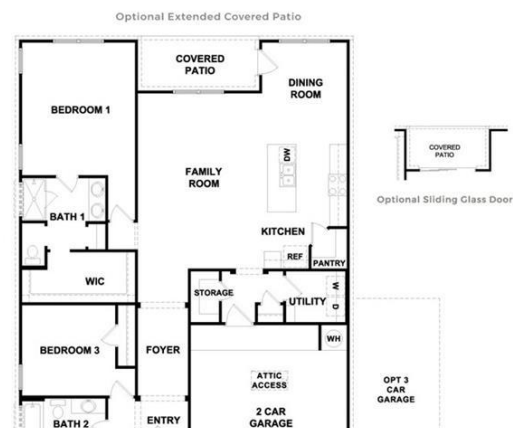 Optional Extended Covered Patio
COVERED
PATIO
DINING
ROOM
BEDROOM 1
COVERED
PATIO
DW
FAMILY
ROOM
Optional Sliding Glass Door
BATH 1
KITCHEN
REF
PANTRY
WIC
STORAGE
UTILITY
W
D
WH
BEDROOM 3
FOYER
ATTIC
ACCESS
OPT 3
CAR
GARAGE
2 CAR
GARAGE
ENTRY
BATH 2